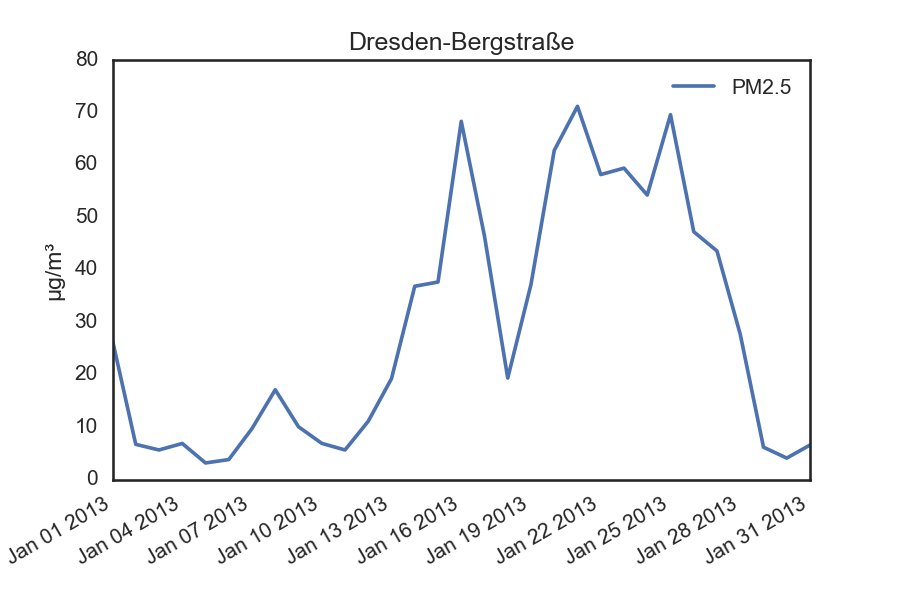 Dresden-Bergstraße
PM2.5
µg/m³
80
70
60
50
40
30
20
10
0
Jan 01 2013
Jan 04 2013
Jan 07 2013
Jan 10 2013
Jan 13 2013
Jan 16 2013
Jan 19 2013
Jan 22 2013
Jan 25 2013
Jan 28 2013
Jan 31 2013